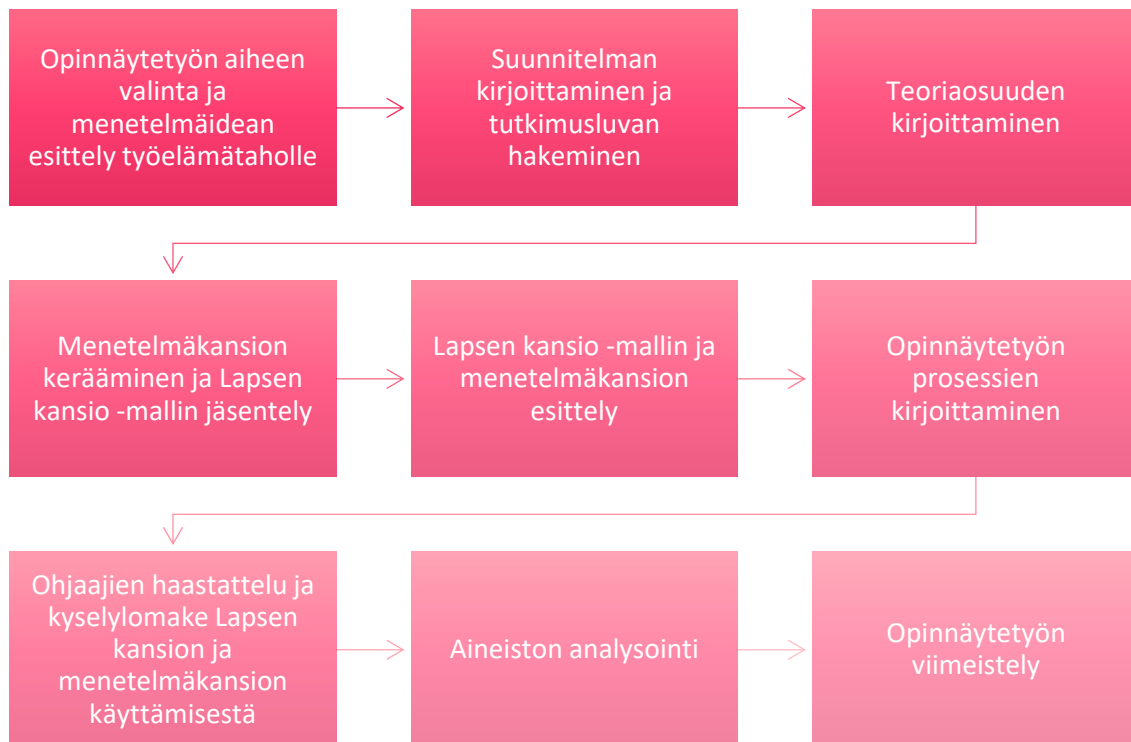 Opinnäytetyön aiheen
valinta ja
menetelmäidean
esittely työelämätaholle
Suunnitelman
kirjoittaminen ja
tutkimusluvan
hakeminen
Teoriaosuuden
kirjoittaminen
Menetelmäkansion
kerääminen ja Lapsen
kansio -mallin jäsentely
Lapsen kansio -mallin ja
menetelmäkansion
esittely
Opinnäytetyön
prosessien
kirjoittaminen
Ohjaajien haastattelu ja
kyselylomake Lapsen
kansion ja
menetelmäkansion
käyttämisestä
Aineiston analysointi
Opinnäytetyön
viimeistely